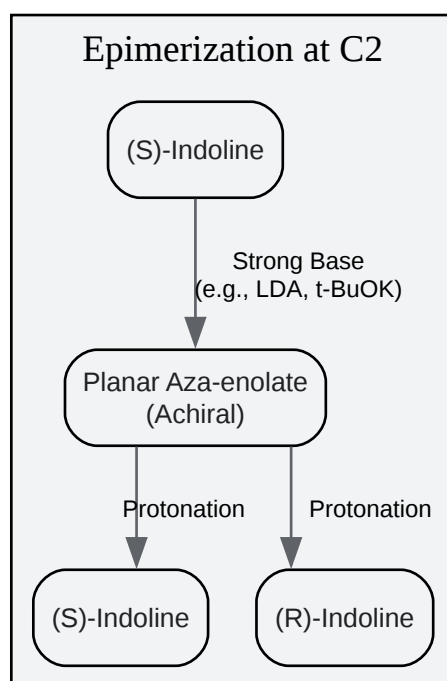 Epimerization at C2
(S)-Indoline
Strong Base
(e.g., LDA, t-BuOK)
Planar Aza-enolate
(Achiral)
Protonation
Protonation
(S)-Indoline
(R)-Indoline